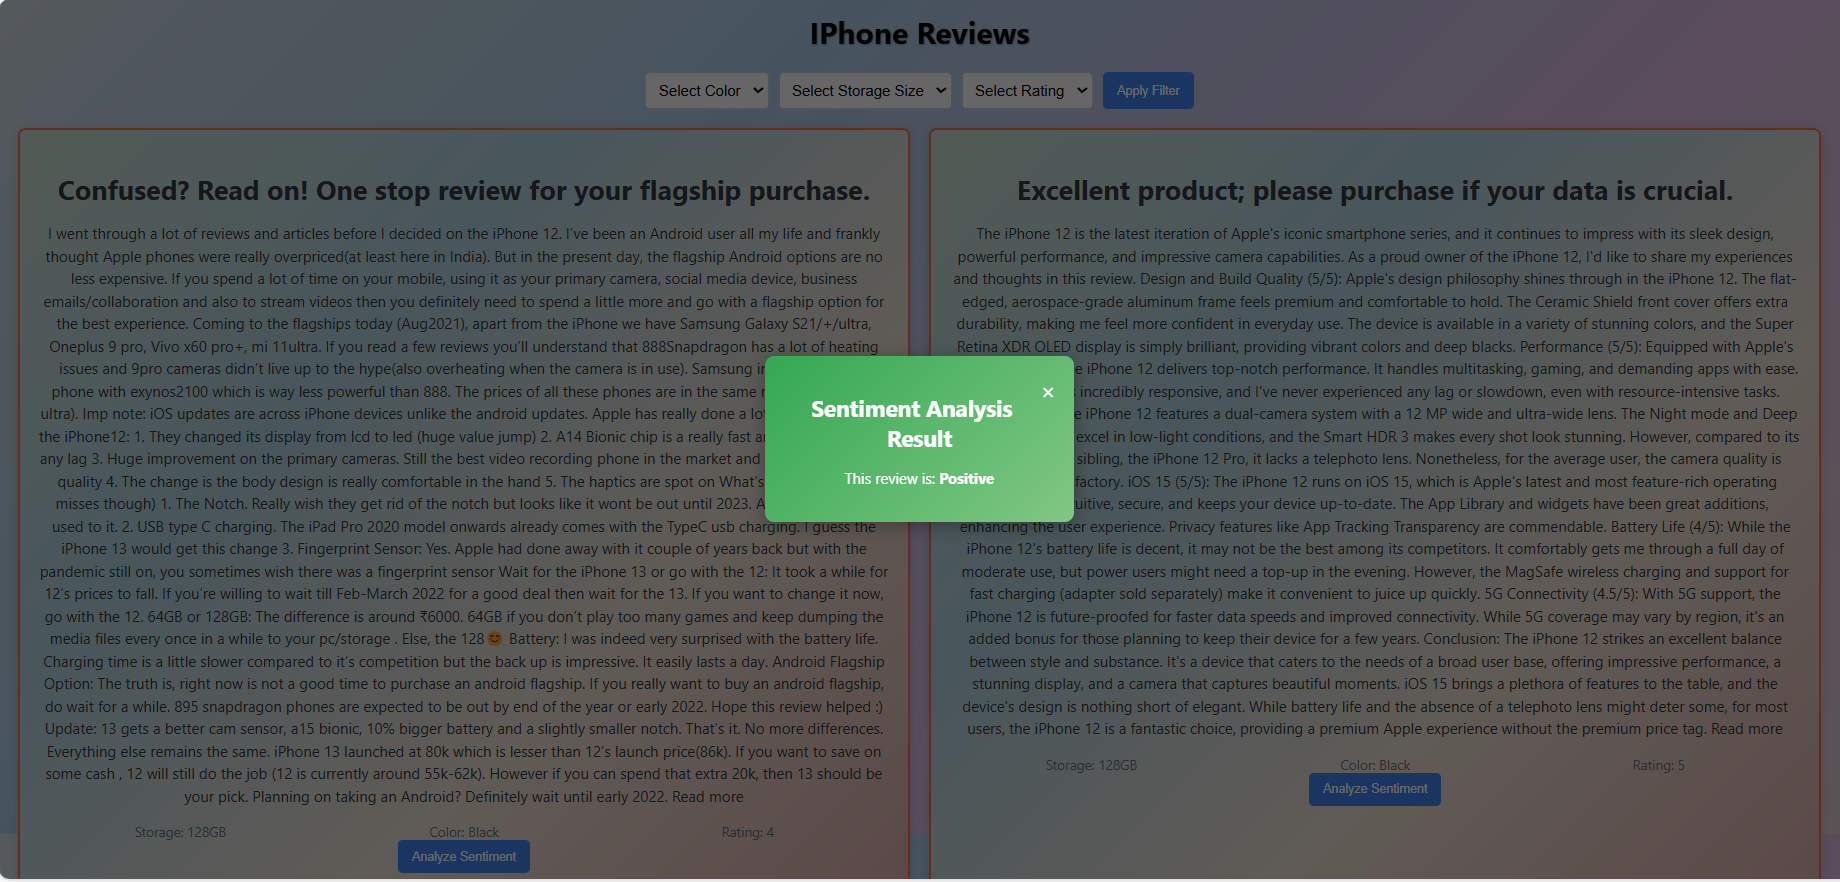 IPhone Reviews
Select Color
Select Storage Size
Select Rating
Apply Filter
Confused? Read on! One stop review for your flagship purchase.
I went through a lot of reviews and articles before I decided on the iPhone 12. I've been an Android user all my life and frankly
thought Apple phones were really overpriced(at least here in India). But in the present day, the flagship Android options are no
less expensive. If you spend a lot of time on your mobile, using it as your primary camera, social media device, business
emails/collaboration and also to stream videos then you definitely need to spend a little more and go with a flagship option for
the best experience. Coming to the flagships today (Aug2021), apart from the iPhone we have Samsung Galaxy S21/+/ultra,
Oneplus 9 pro, Vivo x60 pro+, mi 11ultra. If you read a few reviews you'll understand that 888Snapdragon has a lot of heating
issues and 9pro cameras didn't live up to the hype(also overheating when the camera is in use). Samsung in
phone with exynos2100 which is way less powerful than 888. The prices of all these phones are in the same
ultra). Imp note: iOS updates are across iPhone devices unlike the android updates. Apple has really done a lo
the iPhone12: 1. They changed its display from lcd to led (huge value jump) 2. A14 Bionic chip is a really fast a
any lag 3. Huge improvement on the primary cameras. Still the best video recording phone in the market and
quality 4. The change is the body design is really comfortable in the hand 5. The haptics are spot on What's
misses though) 1. The Notch. Really wish they get rid of the notch but looks like it wont be out until 2023. A
used to it. 2. USB type C charging. The iPad Pro 2020 model onwards already comes with the TypeC usb charging. I guess the
iPhone 13 would get this change 3. Fingerprint Sensor: Yes. Apple had done away with it couple of years back but with the
pandemic still on, you sometimes wish there was a fingerprint sensor Wait for the iPhone 13 or go with the 12: It took a while for
12's prices to fall. If you're willing to wait till Feb-March 2022 for a good deal then wait for the 13. If you want to change it now,
go with the 12. 64GB or 128GB: The difference is around ₹6000. 64GB if you don't play too many games and keep dumping the
media files every once in a while to your pc/storage . Else, the 128😊 Battery: I was indeed very surprised with the battery life.
Charging time is a little slower compared to it's competition but the back up is impressive. It easily lasts a day. Android Flagship
Option: The truth is, right now is not a good time to purchase an android flagship. If you really want to buy an android flagship,
do wait for a while. 895 snapdragon phones are expected to be out by end of the year or early 2022. Hope this review helped :)
Update: 13 gets a better cam sensor, a15 bionic, 10% bigger battery and a slightly smaller notch. That's it. No more differences.
Everything else remains the same. iPhone 13 launched at 80k which is lesser than 12's launch price(86k). If you want to save on
some cash , 12 will still do the job (12 is currently around 55k-62k). However if you can spend that extra 20k, then 13 should be
your pick. Planning on taking an Android? Definitely wait until early 2022. Read more
Storage: 128GB
Color: Black
Rating: 4
Analyze Sentiment
Excellent product; please purchase if your data is crucial.
The iPhone 12 is the latest iteration of Apple's iconic smartphone series, and it continues to impress with its sleek design,
powerful performance, and impressive camera capabilities. As a proud owner of the iPhone 12, I'd like to share my experiences
and thoughts in this review. Design and Build Quality (5/5): Apple's design philosophy shines through in the iPhone 12. The flat-
edged, aerospace-grade aluminum frame feels premium and comfortable to hold. The Ceramic Shield front cover offers extra
durability, making me feel more confident in everyday use. The device is available in a variety of stunning colors, and the Super
Retina XDR OLED display is simply brilliant, providing vibrant colors and deep blacks. Performance (5/5): Equipped with Apple's
e iPhone 12 delivers top-notch performance. It handles multitasking, gaming, and demanding apps with ease.
incredibly responsive, and I've never experienced any lag or slowdown, even with resource-intensive tasks.
e iPhone 12 features a dual-camera system with a 12 MP wide and ultra-wide lens. The Night mode and Deep
excel in low-light conditions, and the Smart HDR 3 makes every shot look stunning. However, compared to its
sibling, the iPhone 12 Pro, it lacks a telephoto lens. Nonetheless, for the average user, the camera quality is
factory. iOS 15 (5/5): The iPhone 12 runs on iOS 15, which is Apple's latest and most feature-rich operating
uitive, secure, and keeps your device up-to-date. The App Library and widgets have been great additions,
enhancing the user experience. Privacy features like App Tracking Transparency are commendable. Battery Life (4/5): While the
iPhone 12's battery life is decent, it may not be the best among its competitors. It comfortably gets me through a full day of
moderate use, but power users might need a top-up in the evening. However, the MagSafe wireless charging and support for
fast charging (adapter sold separately) make it convenient to juice up quickly. 5G Connectivity (4.5/5): With 5G support, the
iPhone 12 is future-proofed for faster data speeds and improved connectivity. While 5G coverage may vary by region, it's an
added bonus for those planning to keep their device for a few years. Conclusion: The iPhone 12 strikes an excellent balance
between style and substance. It's a device that caters to the needs of a broad user base, offering impressive performance, a
stunning display, and a camera that captures beautiful moments. iOS 15 brings a plethora of features to the table, and the
device's design is nothing short of elegant. While battery life and the absence of a telephoto lens might deter some, for most
users, the iPhone 12 is a fantastic choice, providing a premium Apple experience without the premium price tag. Read more
Storage: 128GB
Color: Black
Rating: 5
Analyze Sentiment
×
Sentiment Analysis
Result
This review is: Positive